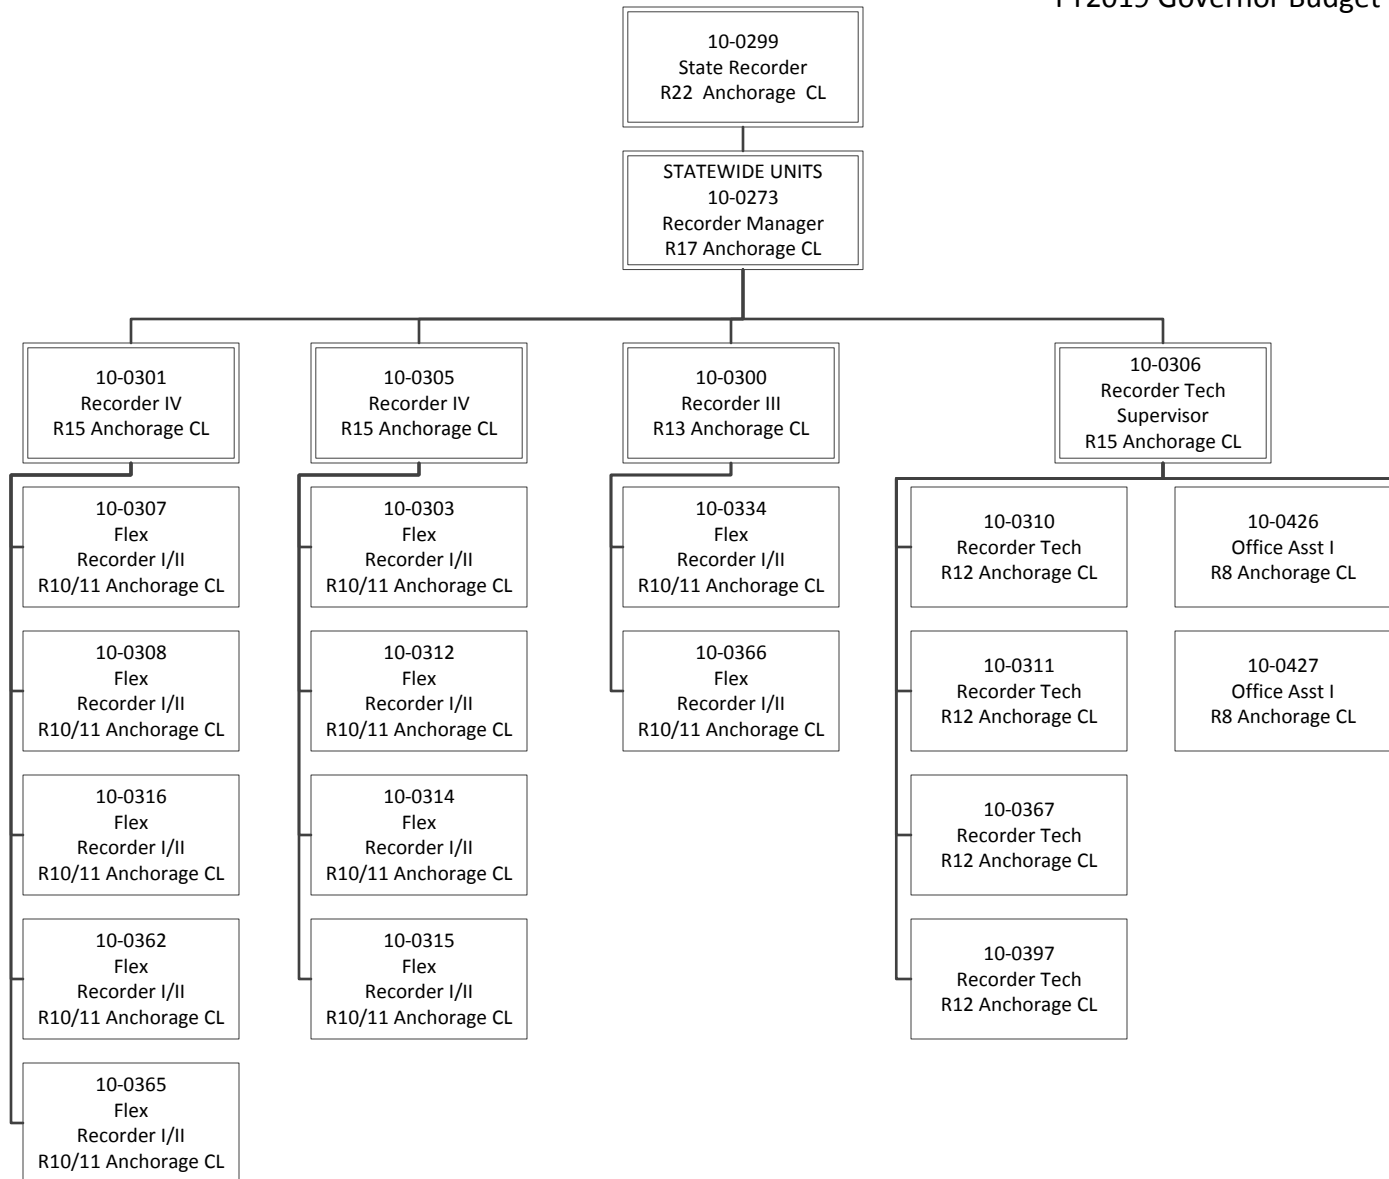 FY2019 Governor Budget
10-0299
State Recorder
R22 Anchorage CL
STATEWIDE UNITS
10-0273
Recorder Manager
R17 Anchorage CL
10-0301
Recorder IV
R15 Anchorage CL
10-0305
Recorder IV
R15 Anchorage CL
10-0300
Recorder III
R13 Anchorage CL
10-0306
Recorder Tech
Supervisor
R15 Anchorage CL
10-0307
Flex
Recorder I/II
R10/11 Anchorage CL
10-0303
Flex
Recorder I/II
R10/11 Anchorage CL
10-0334
Flex
Recorder I/II
R10/11 Anchorage CL
10-0310
Recorder Tech
R12 Anchorage CL
10-0426
Office Asst I
R8 Anchorage CL
10-0308
Flex
Recorder I/II
R10/11 Anchorage CL
10-0312
Flex
Recorder I/II
R10/11 Anchorage CL
10-0366
Flex
Recorder I/II
R10/11 Anchorage CL
10-0311
Recorder Tech
R12 Anchorage CL
10-0427
Office Asst I
R8 Anchorage CL
10-0316
Flex
Recorder I/II
R10/11 Anchorage CL
10-0314
Flex
Recorder I/II
R10/11 Anchorage CL
10-0367
Recorder Tech
R12 Anchorage CL
10-0362
Flex
Recorder I/II
R10/11 Anchorage CL
10-0315
Flex
Recorder I/II
R10/11 Anchorage CL
10-0397
Recorder Tech
R12 Anchorage CL
10-0365
Flex
Recorder I/II
R10/11 Anchorage CL